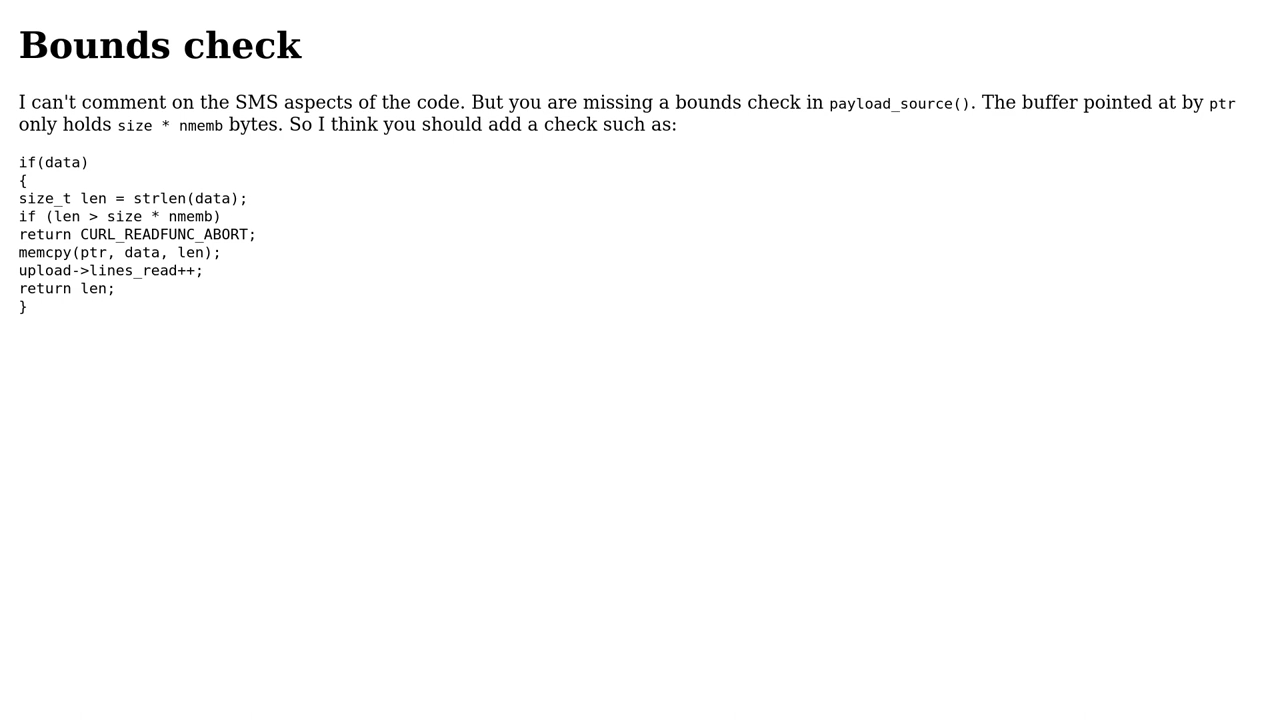 Bounds check
I can't comment on the SMS aspects of the code. But you are missing a bounds check in payload_source(). The buffer pointed at by ptr
only holds size * nmemb bytes. So I think you should add a check such as:
if(data)
{
size_t len = strlen(data);
if (len > size * nmemb)
return CURL_READFUNC_ABORT;
memcpy(ptr, data, len);
upload->lines_read++;
return len;
}